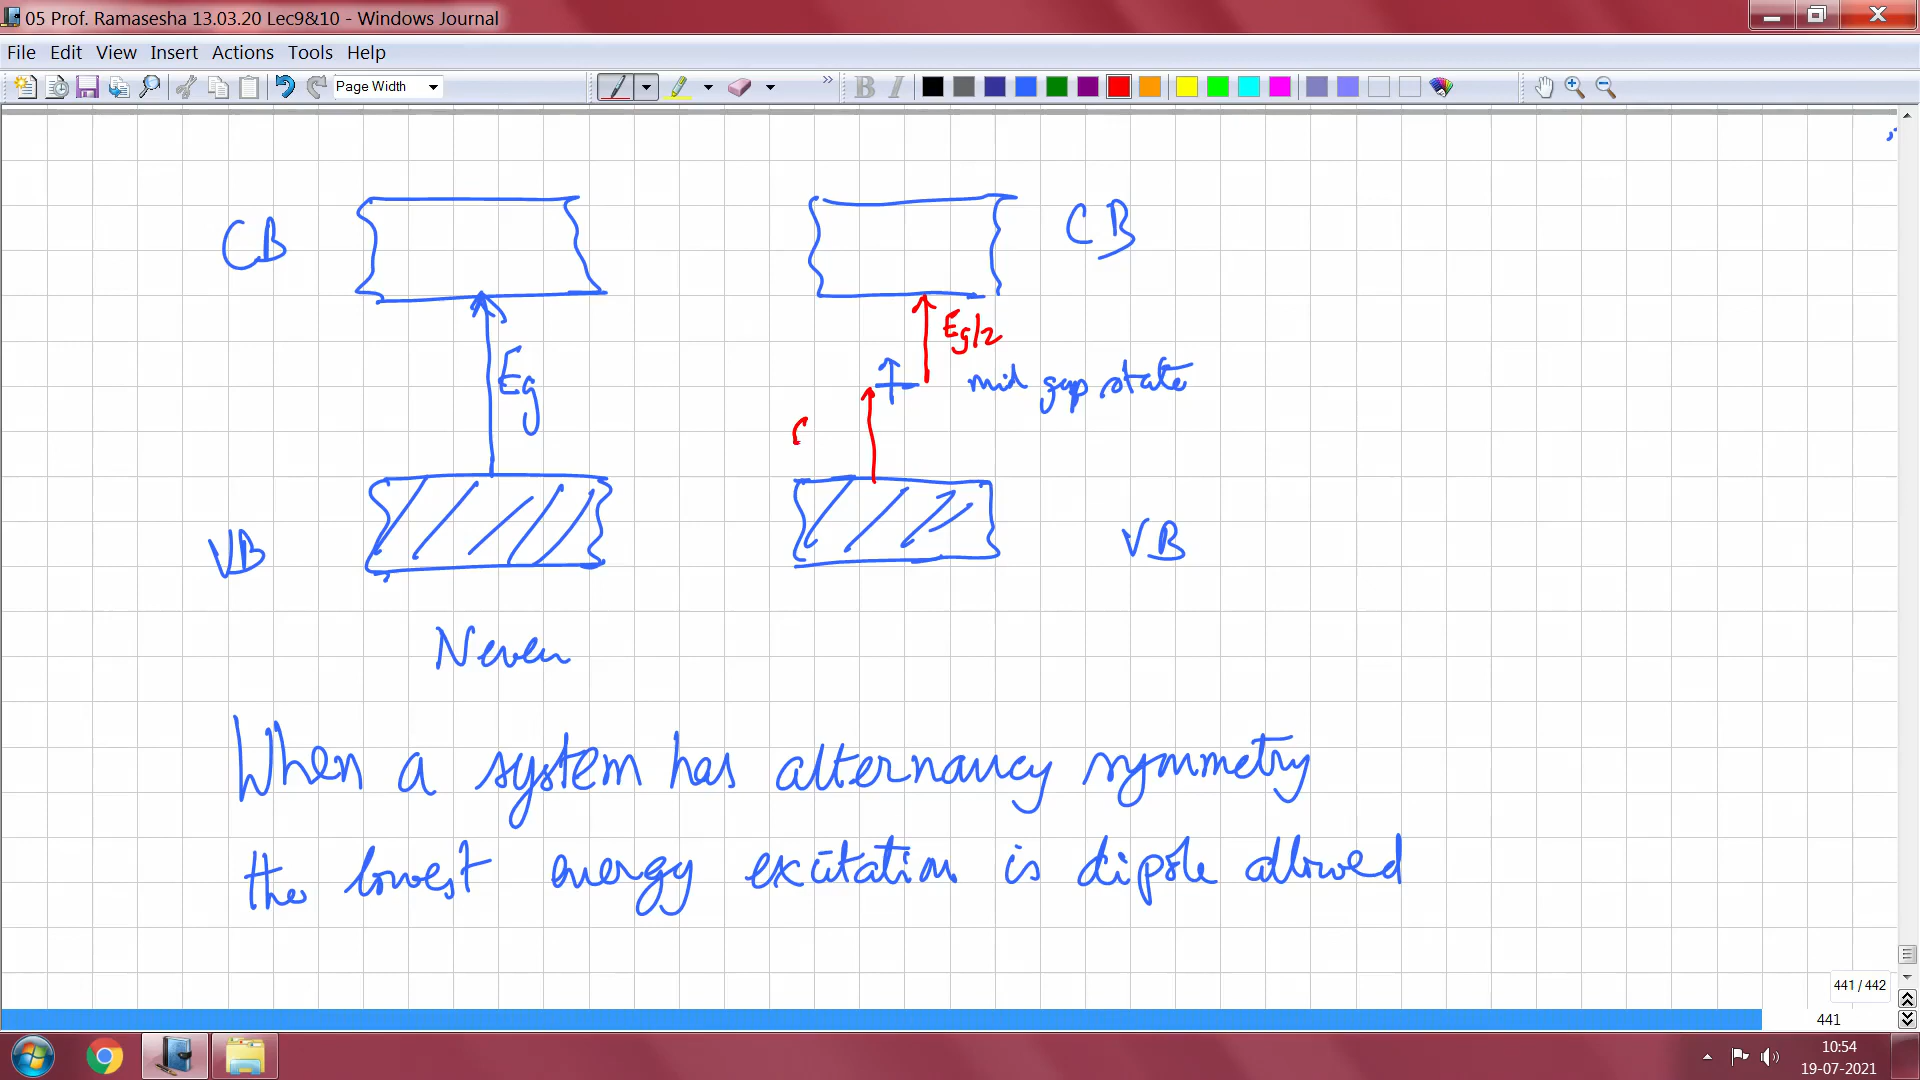 05 Prof. Ramasesha 13.03.20 Lec9&10 - Windows Journal
File Edit View Insert Actions Tools Help
Page Width
B I
CB
CB
Eg/2
Eg
mid gap state
VB
VB
N even
When a system has alternancy symmetry
the lowest energy excitation is dipole allowed
441 / 442
441
10:54
19-07-2021